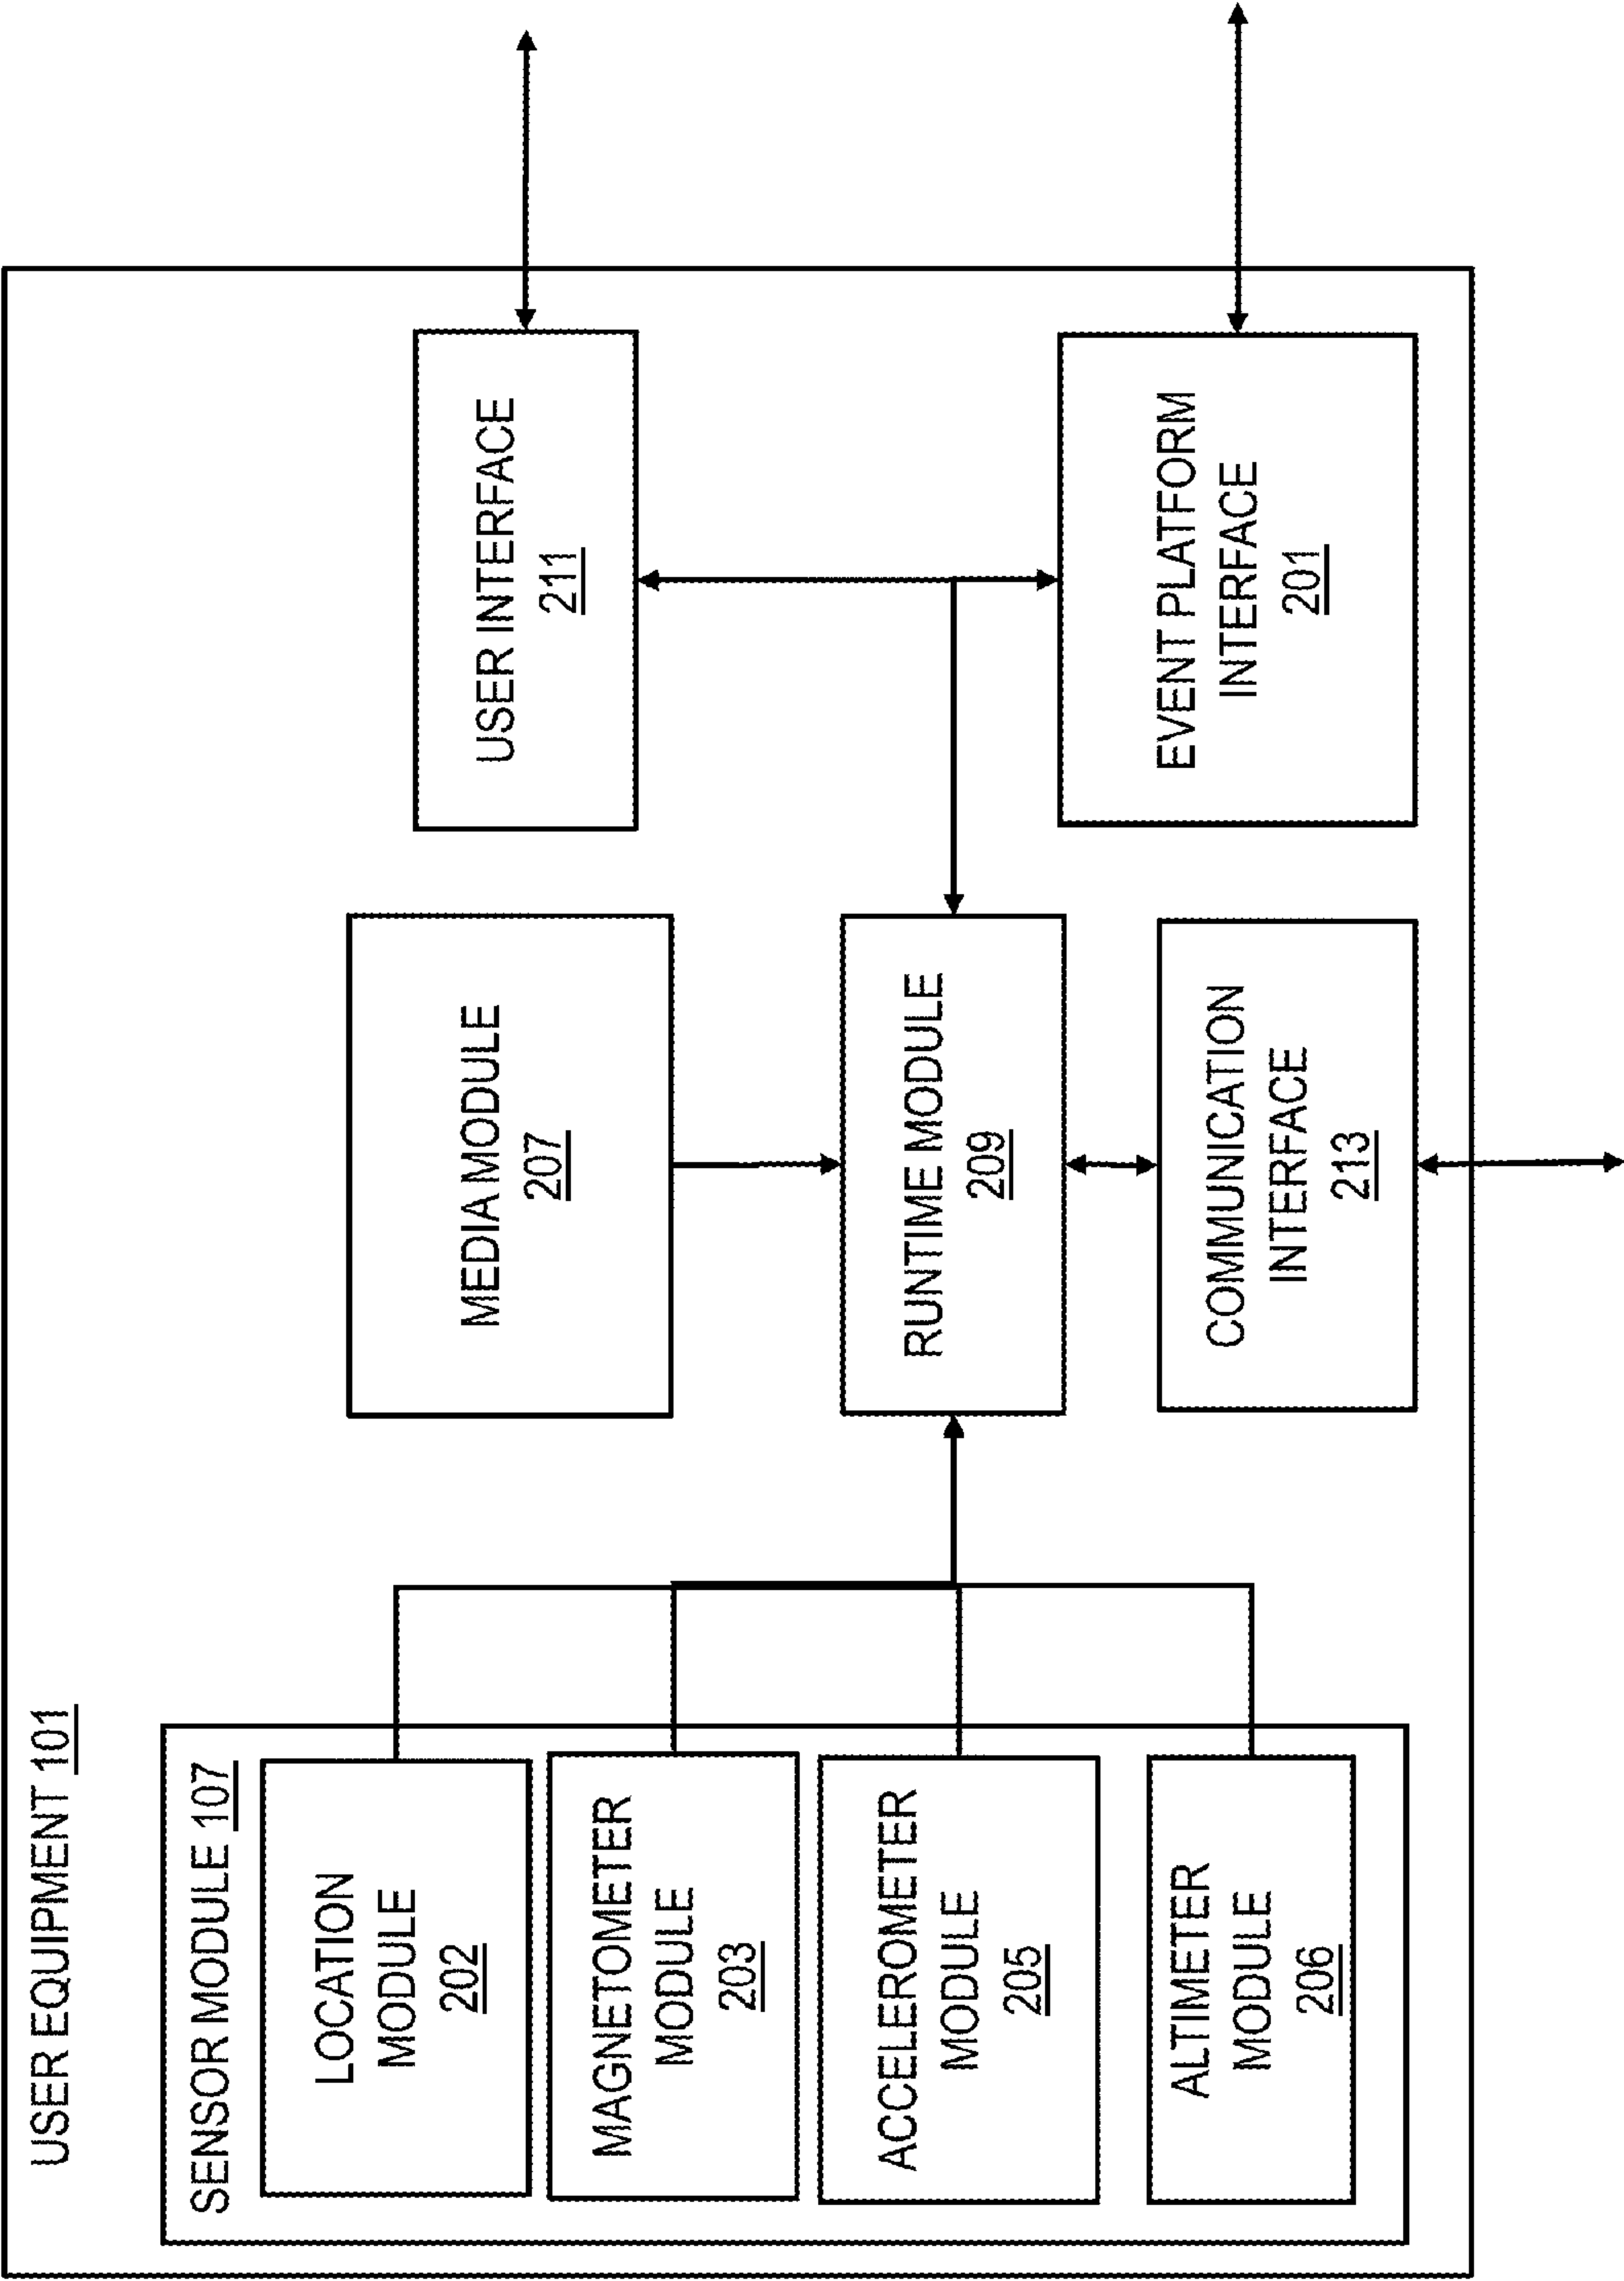 USER EQUIPMENT 101
SENSOR MODULE 107
LOCATION
MODULE
202
MAGNETOMETER
MODULE
203
ACCELEROMETER
MODULE
205
ALTIMETER
MODULE
206
MEDIA MODULE
207
RUNTIME MODULE
209
COMMUNICATION
INTERFACE
213
USER INTERFACE
211
EVENT PLATFORM
INTERFACE
201